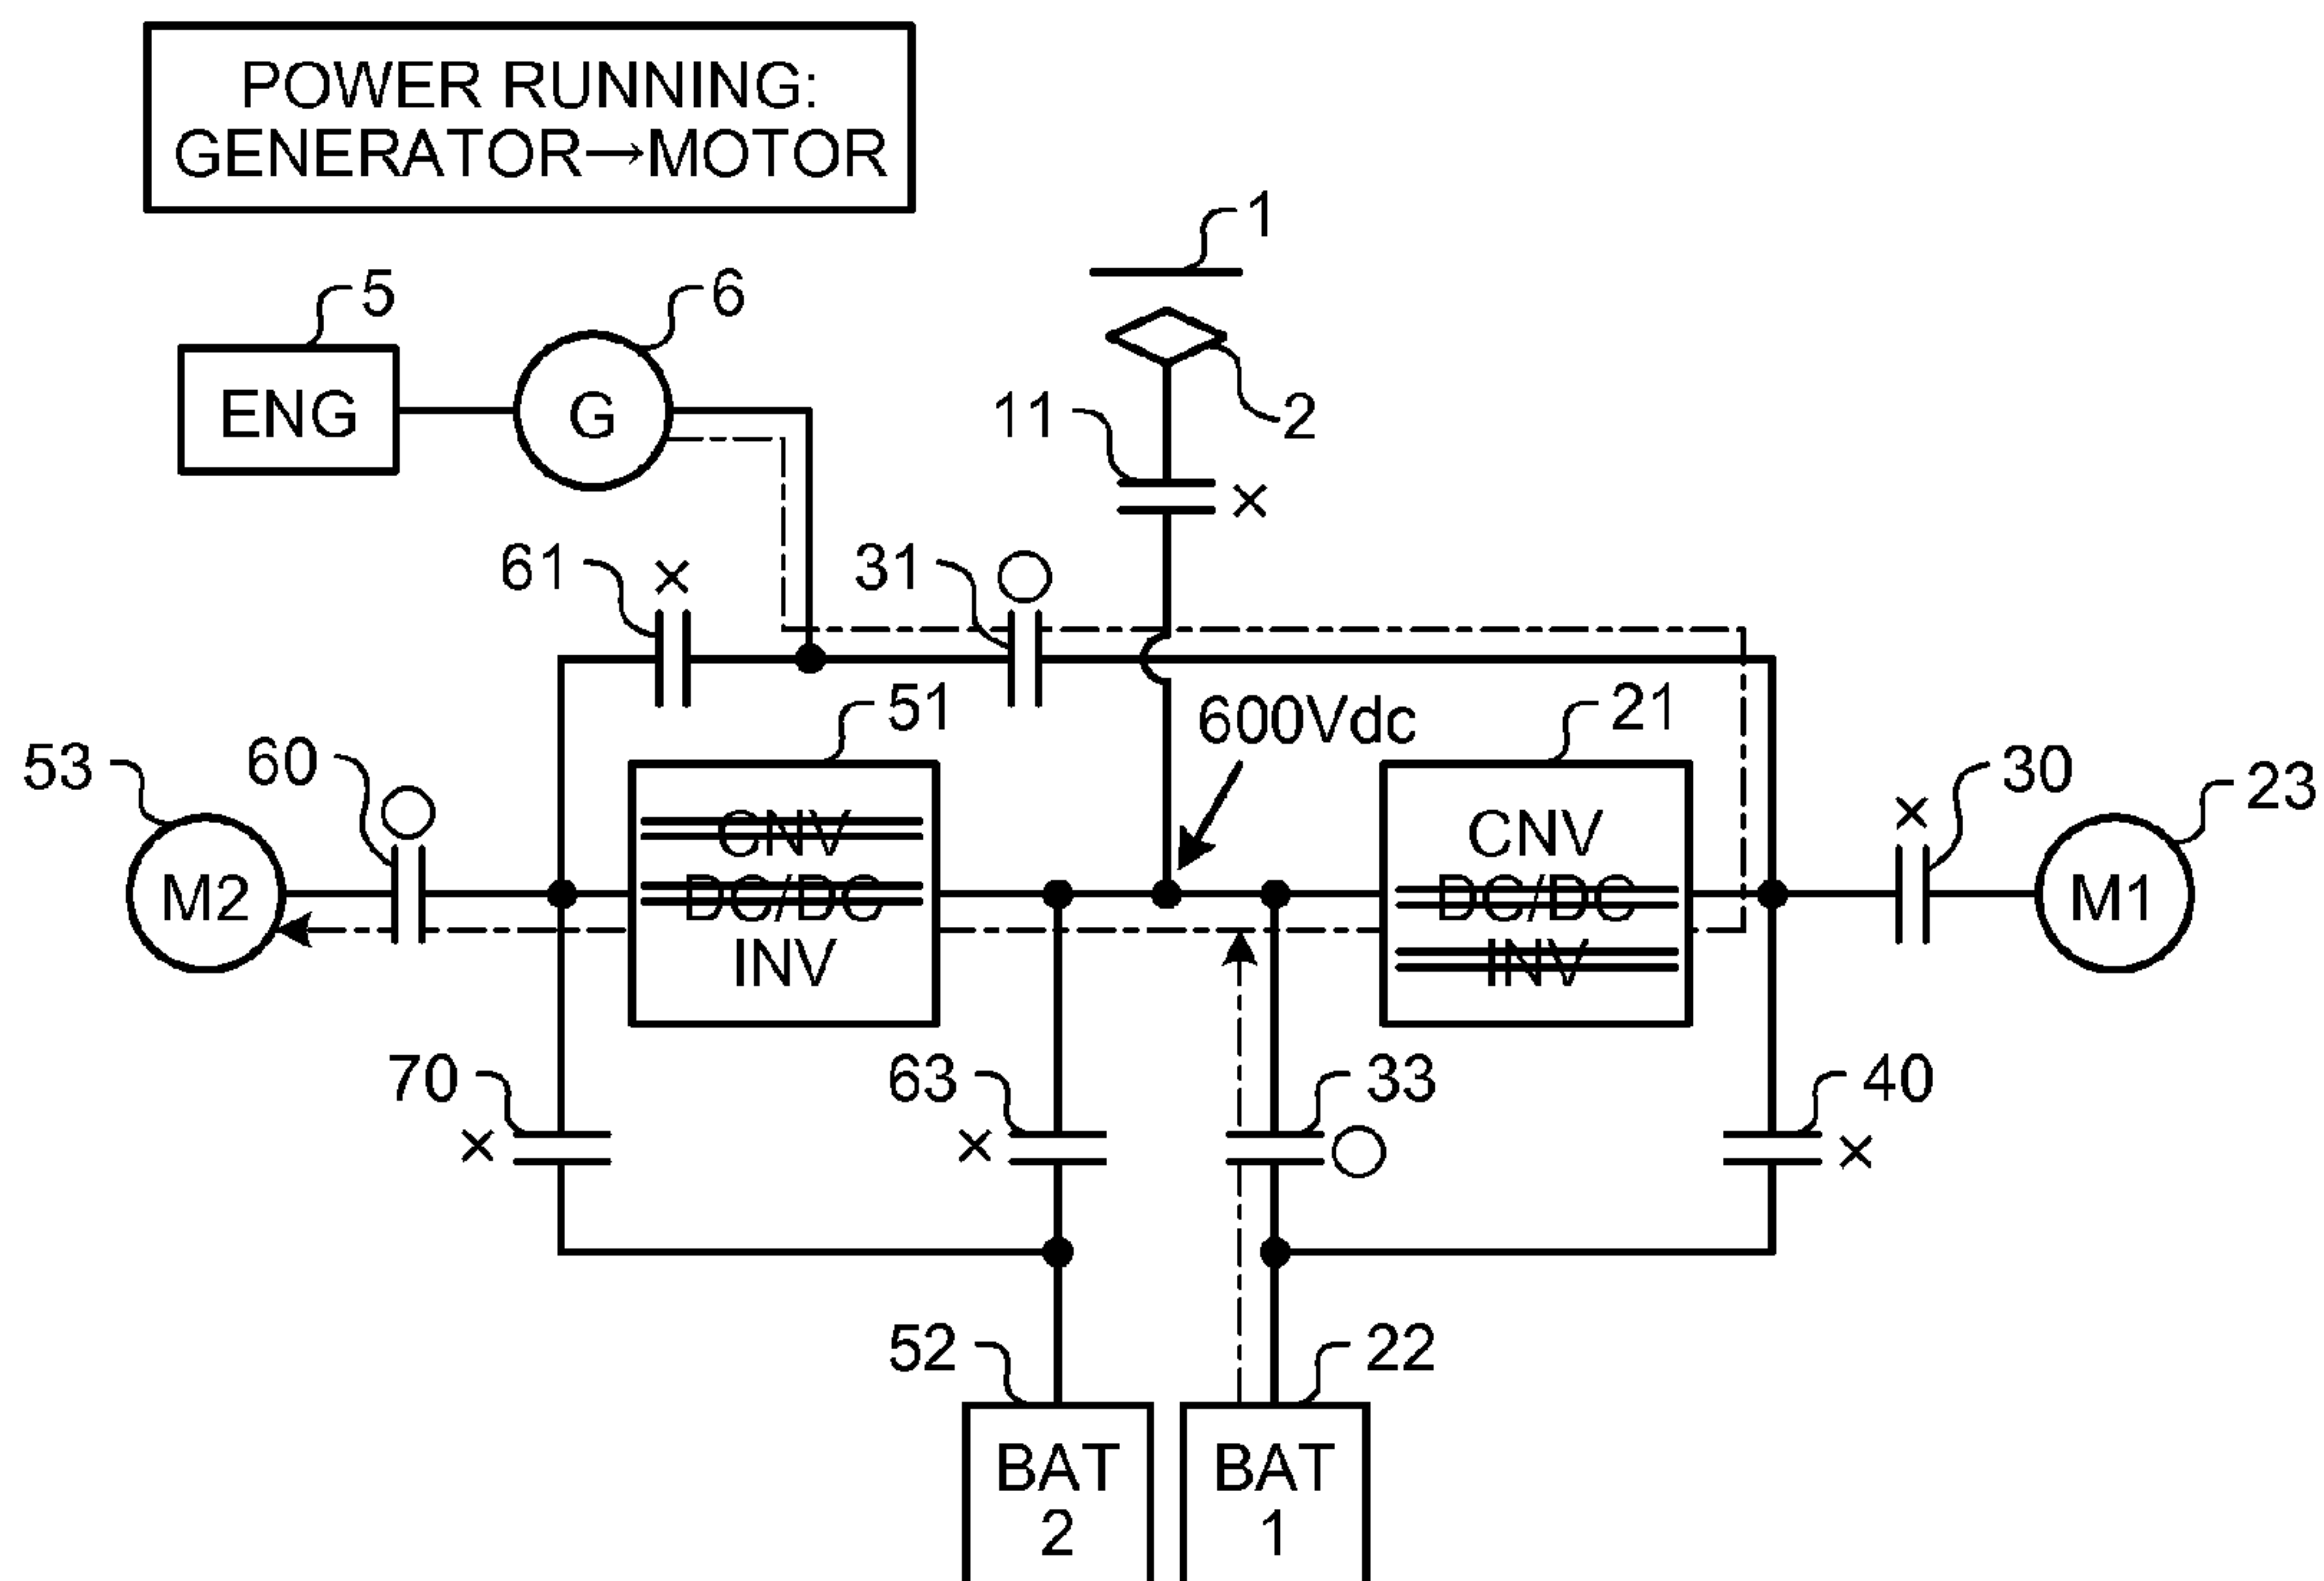 POWER RUNNING:
GENERATOR→MOTOR
1
5
6
ENG
G
11
2
×
61
×
31
51
600Vdc
21
53
60
30
23
×
CNV
CNV
M2
DC/DC
DC/DC
M1
INV
INV
70
63
33
40
×
×
×
52
22
BAT
BAT
2
1